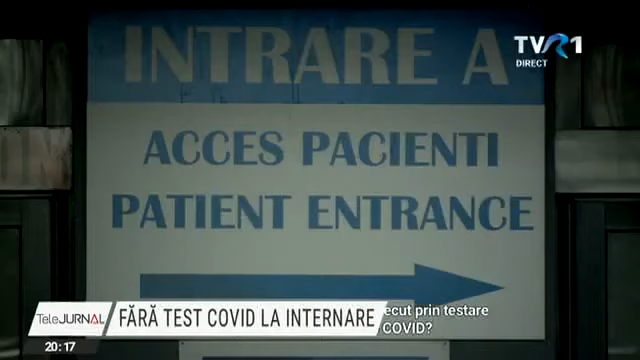 INTRARE A
TVR1
DIRECT
ACCES PACIENTI
PATIENT ENTRANCE
ecut prin testare
COVID?
TeleJURNAL
FĂRĂ TEST COVID LA INTERNARE
20:17